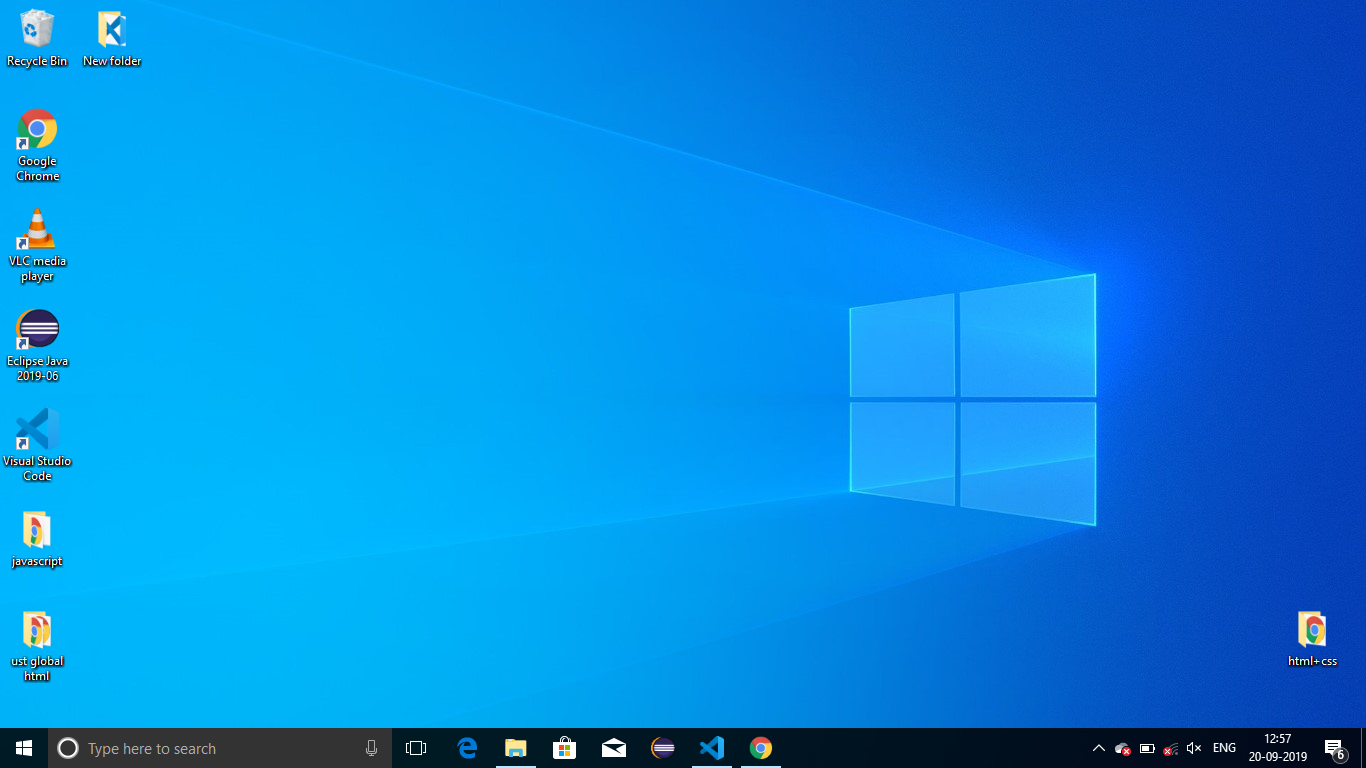 Recycle Bin
New folder
Google
Chrome
VLC media
player
Eclipse Java
2019-06
Visual Studio
Code
javascript
ust global
html
html+css
Type here to search
ENG
12:57
20-09-2019
6